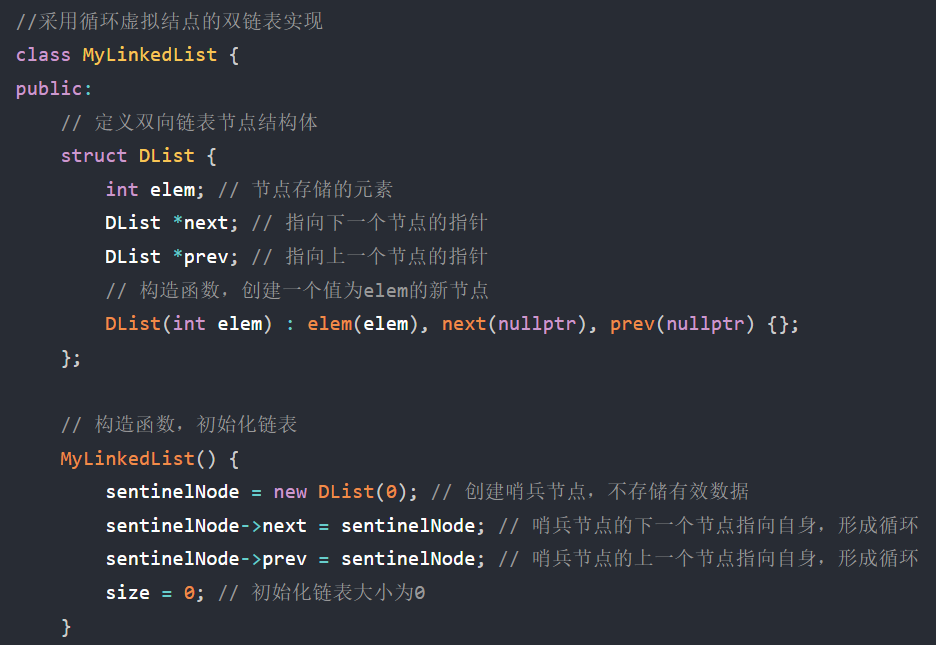 //采用循环虚拟结点的双链表实现
class MyLinkedList {
public:
    // 定义双向链表节点结构体
    struct DList {
        int elem; // 节点存储的元素
        DList *next; // 指向下一个节点的指针
        DList *prev; // 指向上一个节点的指针
        // 构造函数，创建一个值为elem的新节点
        DList(int elem) : elem(elem), next(nullptr), prev(nullptr) {};
    };

    // 构造函数，初始化链表
    MyLinkedList() {
        sentinelNode = new DList(0); // 创建哨兵节点，不存储有效数据
        sentinelNode->next = sentinelNode; // 哨兵节点的下一个节点指向自身，形成循环
        sentinelNode->prev = sentinelNode; // 哨兵节点的上一个节点指向自身，形成循环
        size = 0; // 初始化链表大小为0
    }